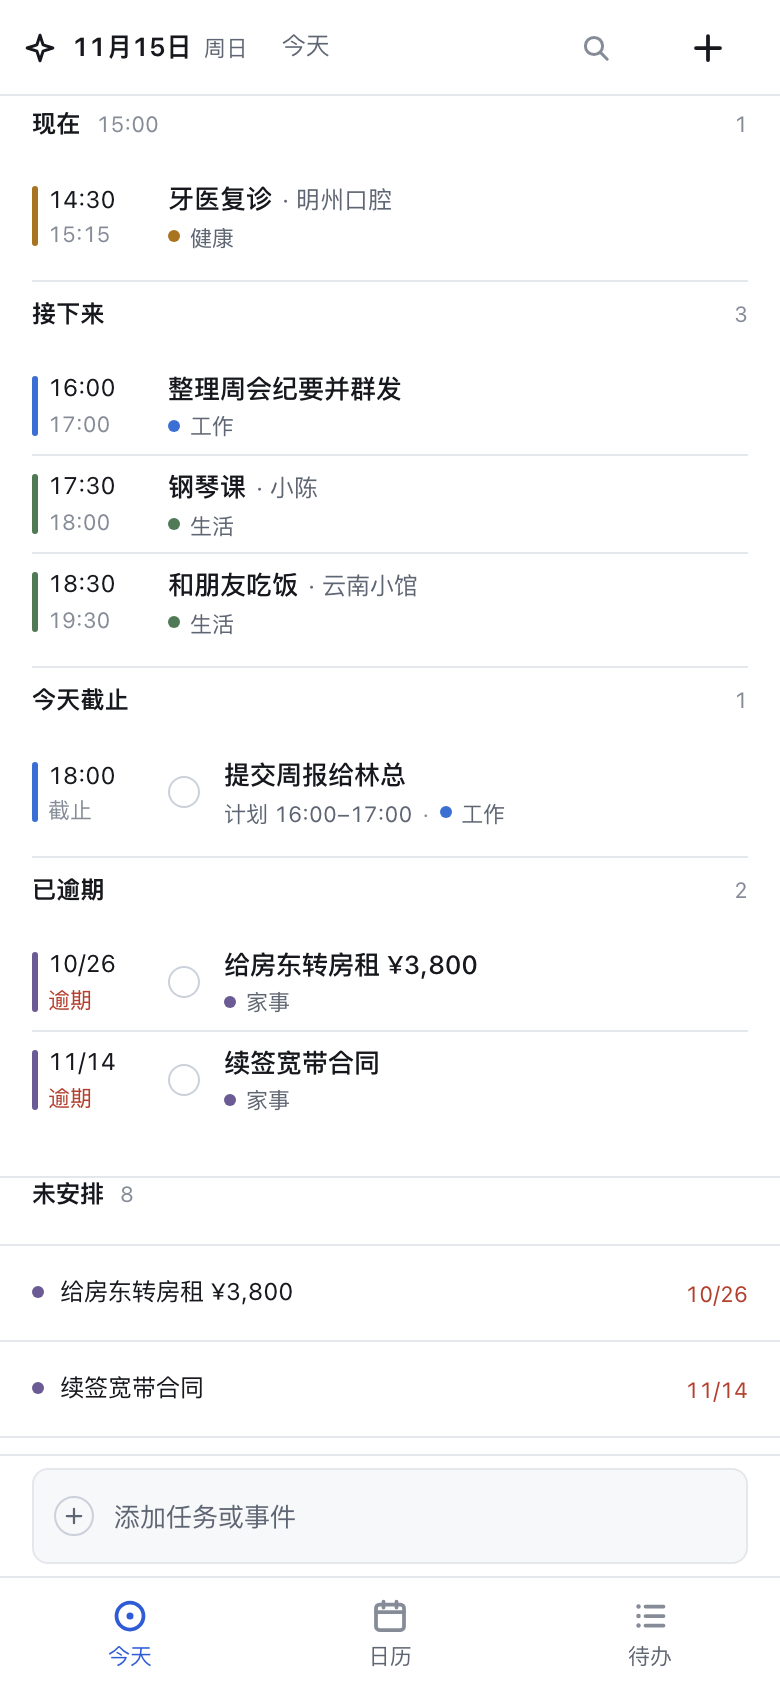 11月15日 周日 今天
现在 15:00 1
14:30 牙医复诊 · 明州口腔
15:15 健康
接下来 3
16:00 整理周会纪要并群发
17:00 工作
17:30 钢琴课 · 小陈
18:00 生活
18:30 和朋友吃饭 · 云南小馆
19:30 生活
今天截止 1
18:00 提交周报给林总
截止 计划 16:00–17:00 · 工作
已逾期 2
10/26 给房东转房租 ¥3,800
逾期 家事
11/14 续签宽带合同
逾期 家事
未安排 8
给房东转房租 ¥3,800 10/26
续签宽带合同 11/14
添加任务或事件
今天 日历 待办